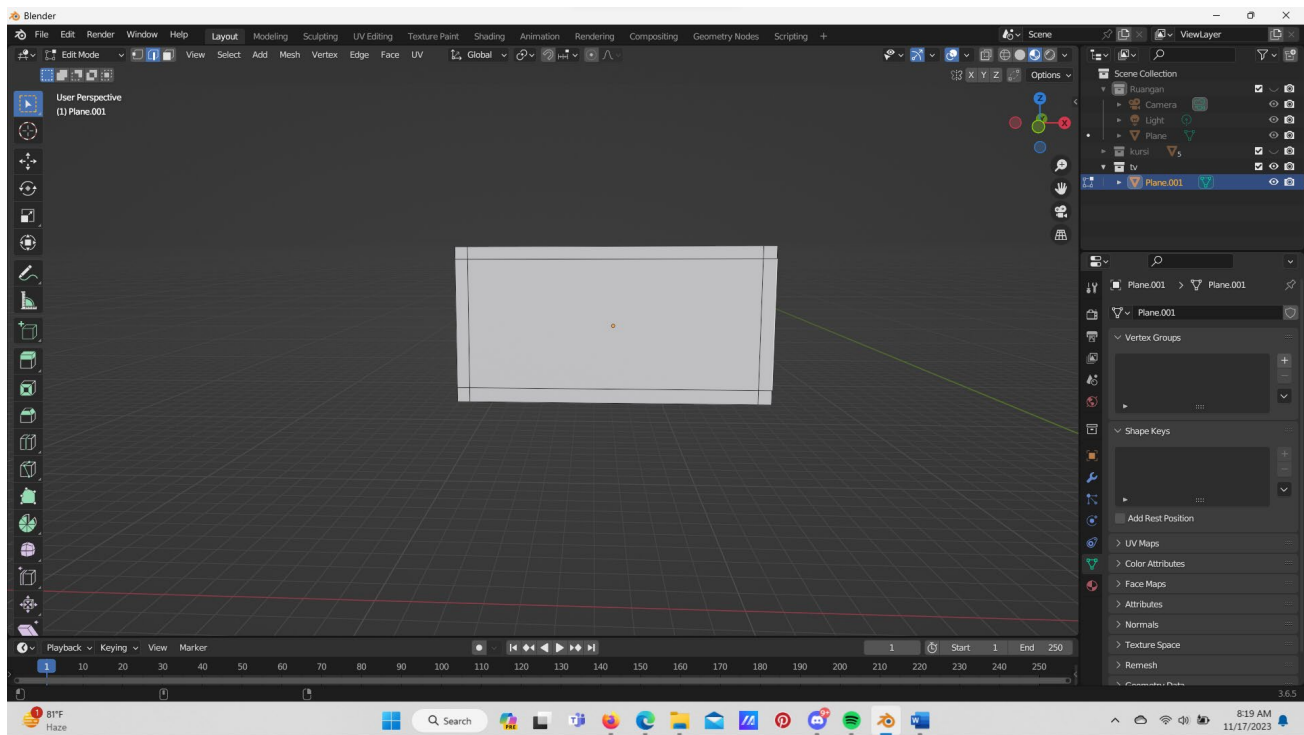 Blender
File Edit Render Window Help Layout Modeling Sculpting UV Editing Texture Paint Shading Animation Rendering Compositing Geometry Nodes Scripting + Scene ViewLayer
Edit Mode View Select Add Mesh Vertex Edge Face UV Global
X Y Z Options
User Perspective
(1) Plane.001
Z
X
Scene Collection
Ruangan
Camera
Light
Plane
kursi 5
tv
Plane.001
Plane.001 > Plane.001
Plane.001
Vertex Groups
Shape Keys
Add Rest Position
UV Maps
Color Attributes
Face Maps
Attributes
Normals
Texture Space
Remesh
Geometry Data
Playback Keying View Marker 1 Start 1 End 250
1 10 20 30 40 50 60 70 80 90 100 110 120 130 140 150 160 170 180 190 200 210 220 230 240 250
3.6.5
1 81°F
Haze
Search PRE
9+
8:19 AM
11/17/2023